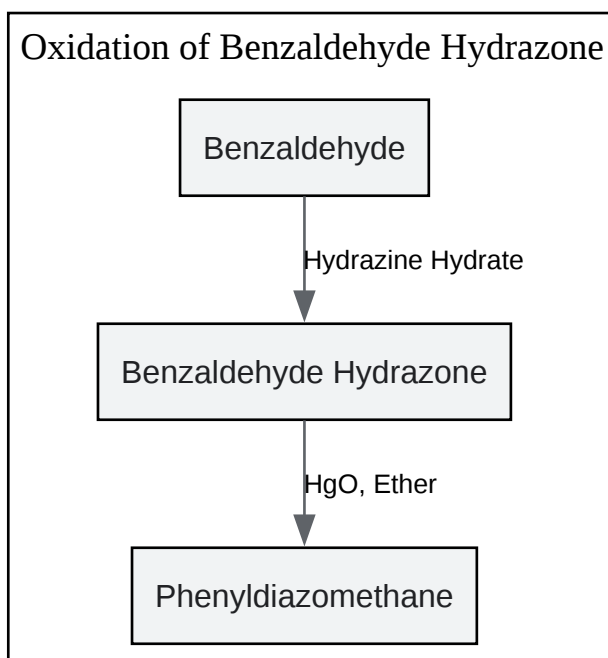 Oxidation of Benzaldehyde Hydrazone
Benzaldehyde
Hydrazine Hydrate
Benzaldehyde Hydrazone
HgO, Ether
Phenyldiazomethane